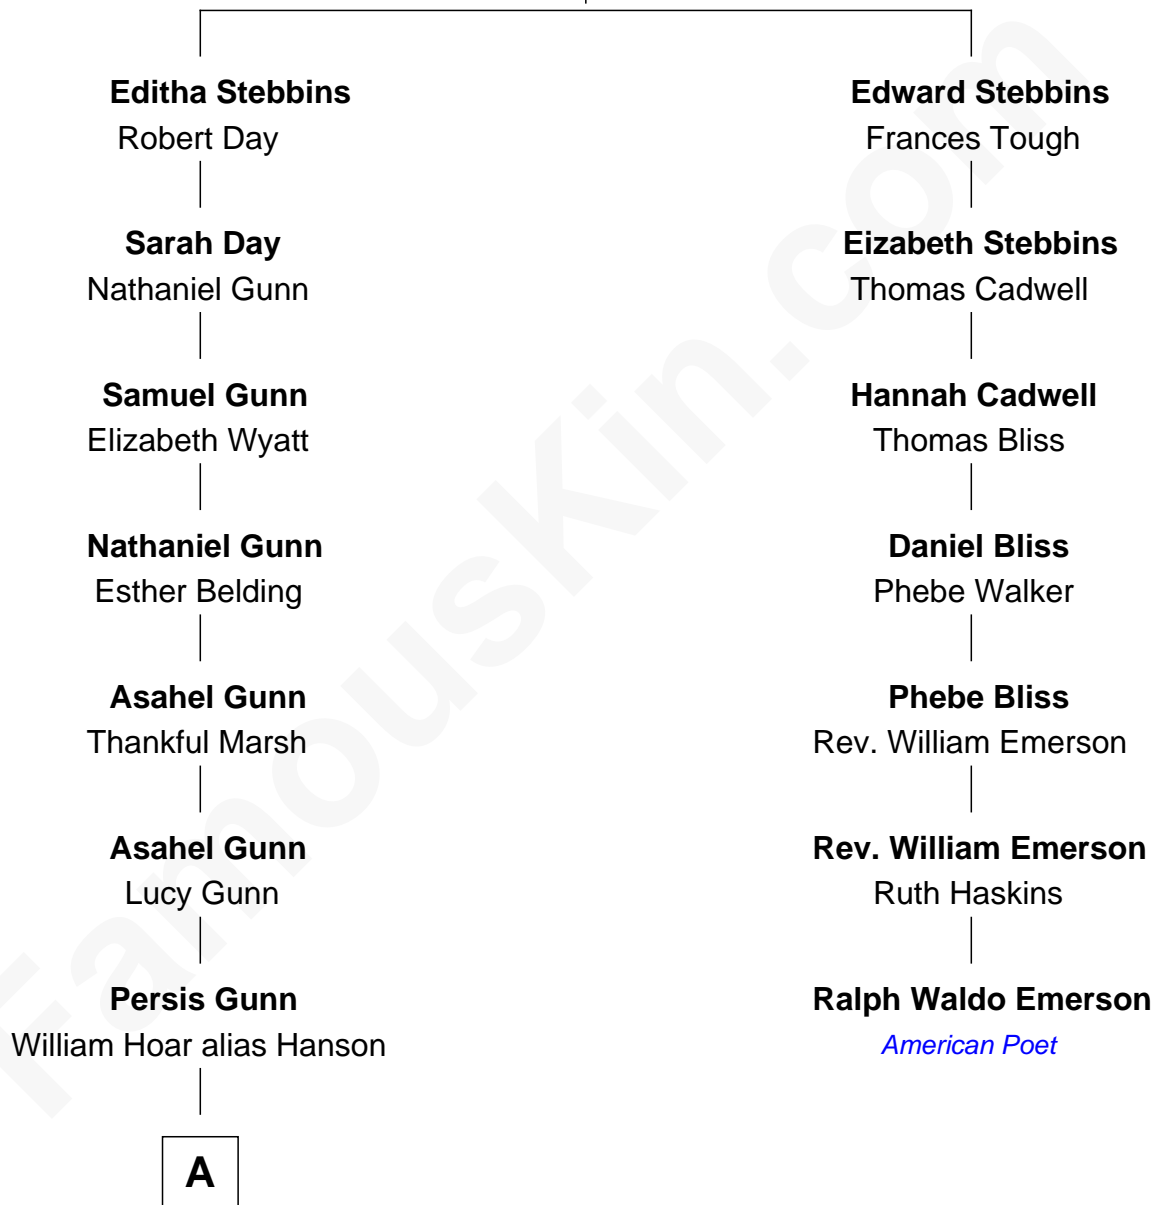 Editha Stebbins
Robert Day
Edward Stebbins
Frances Tough
Sarah Day
Nathaniel Gunn
Eizabeth Stebbins
Thomas Cadwell
Samuel Gunn
Elizabeth Wyatt
Hannah Cadwell
Thomas Bliss
Nathaniel Gunn
Esther Belding
Daniel Bliss
Phebe Walker
Asahel Gunn
Thankful Marsh
Phebe Bliss
Rev. William Emerson
Asahel Gunn
Lucy Gunn
Rev. William Emerson
Ruth Haskins
Persis Gunn
William Hoar alias Hanson
Ralph Waldo Emerson
American Poet
A
FamousKin.com